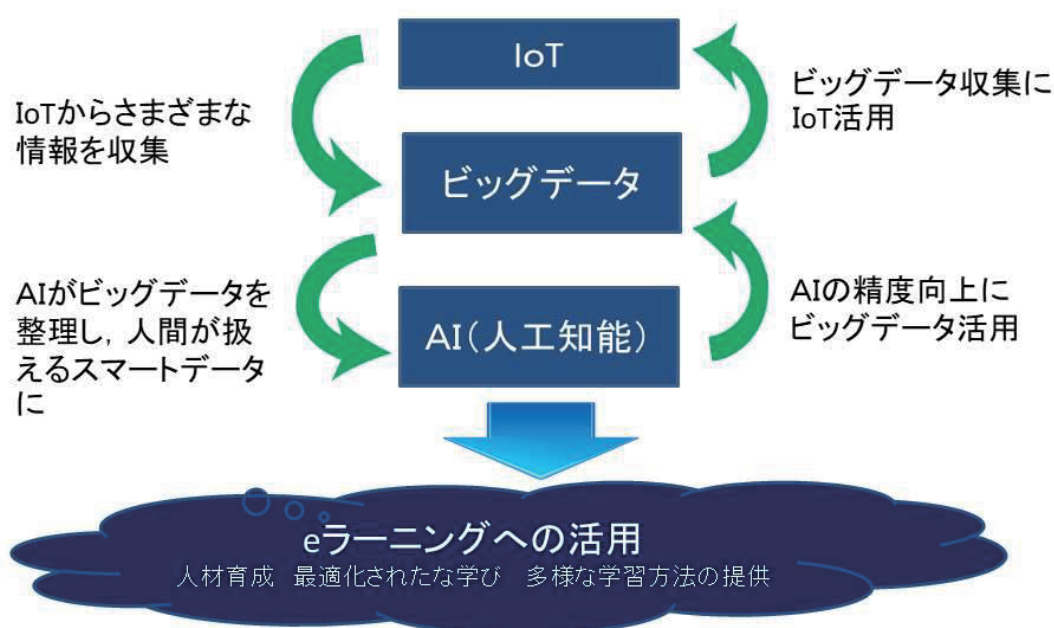 IoT
IoTからさまざまな
情報を収集
ビッグデータ収集に
IoT活用
ビッグデータ
AIがビッグデータを
整理し，人間が扱
えるスマートデータ
に
AIの精度向上に
ビッグデータ活用
AI（人工知能）
eラーニングへの活用
人材育成　最適化されたな学び　多様な学習方法の提供